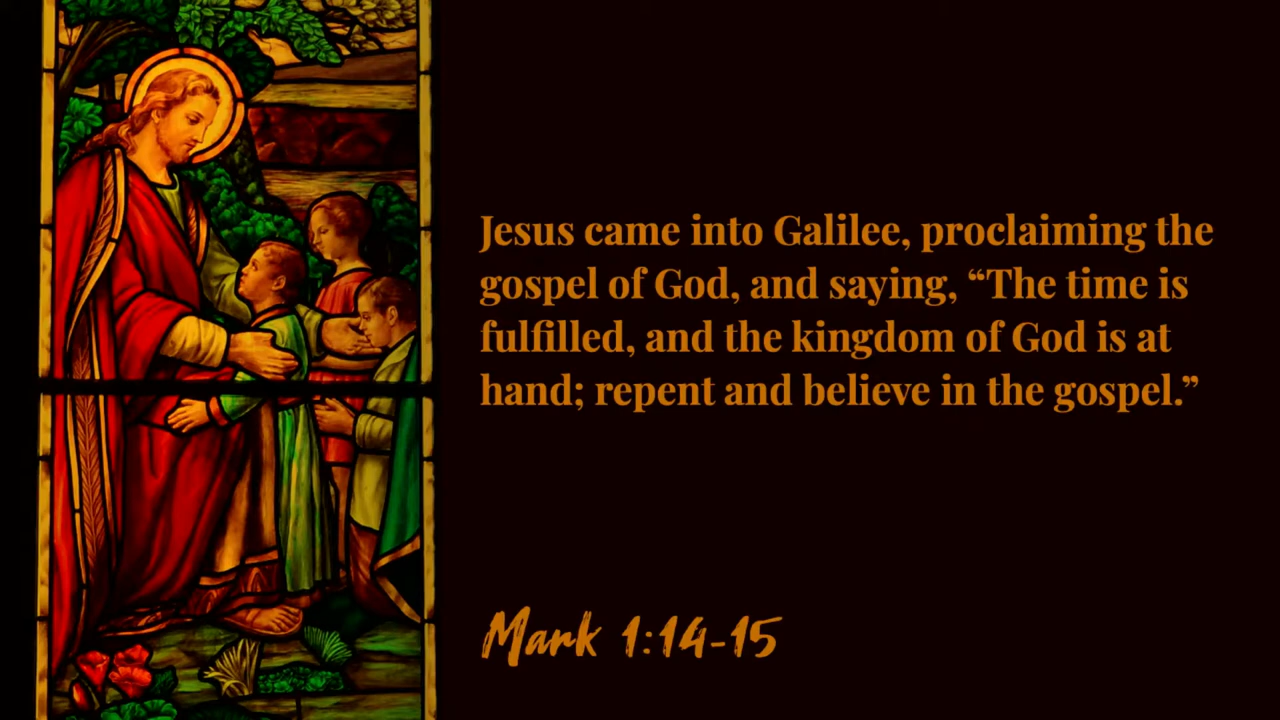 Jesus came into Galilee, proclaiming the
gospel of God, and saying, “The time is
fulfilled, and the kingdom of God is at
hand; repent and believe in the gospel.”
Mark 1:14-15